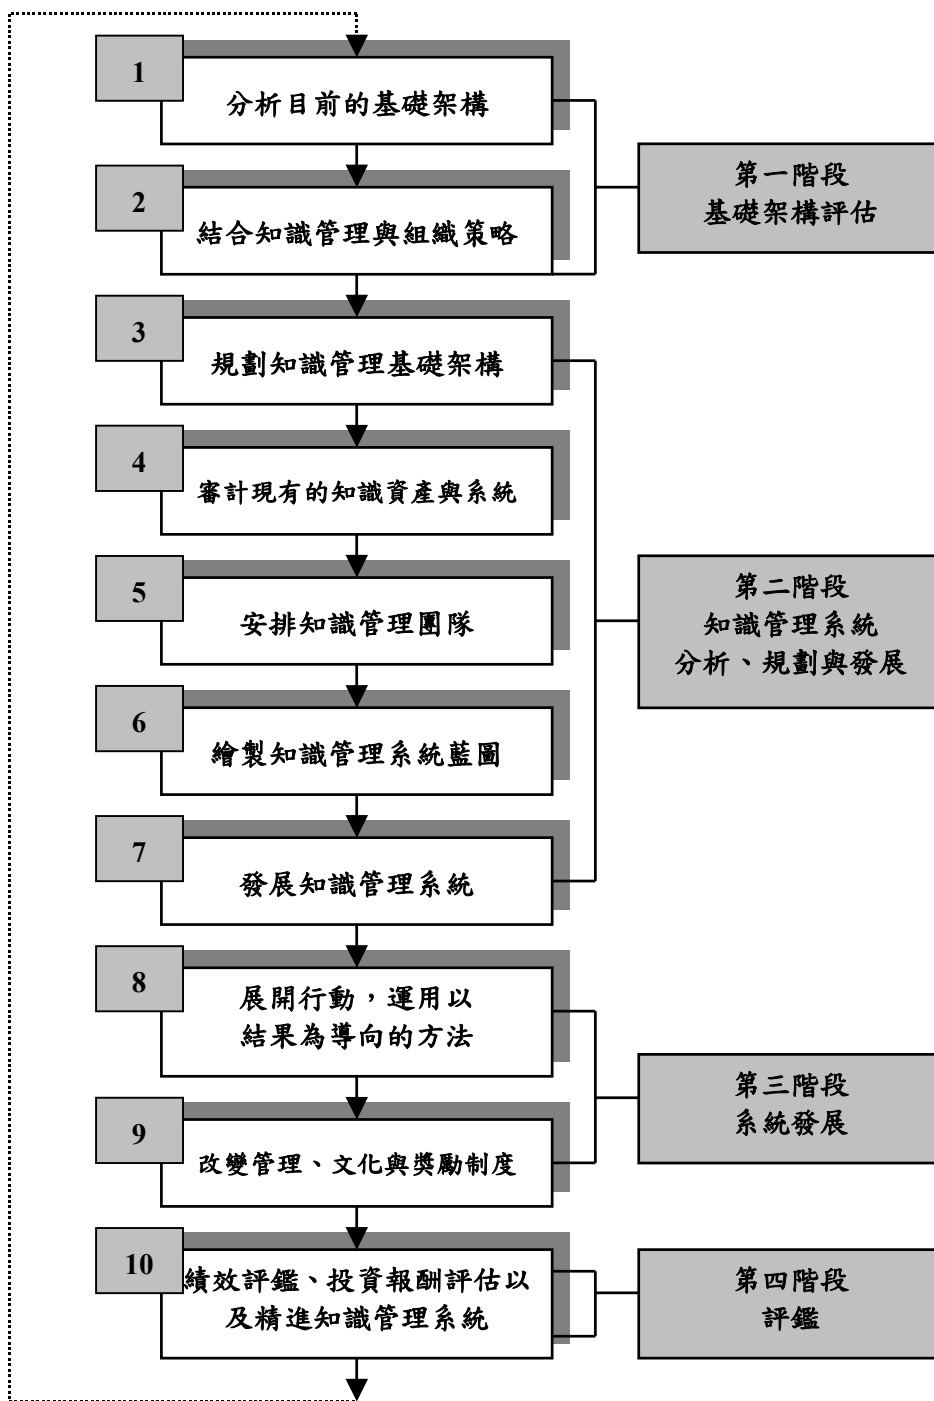 1
分析目前的基礎架構
2
結合知識管理與組織策略
第一階段
基礎架構評估
3
規劃知識管理基礎架構
4
審計現有的知識資產與系統
5
安排知識管理團隊
第二階段
知識管理系統
分析、規劃與發展
6
繪製知識管理系統藍圖
7
發展知識管理系統
8
展開行動，運用以
結果為導向的方法
第三階段
系統發展
9
改變管理、文化與獎勵制度
10
績效評鑑、投資報酬評估以
及精進知識管理系統
第四階段
評鑑